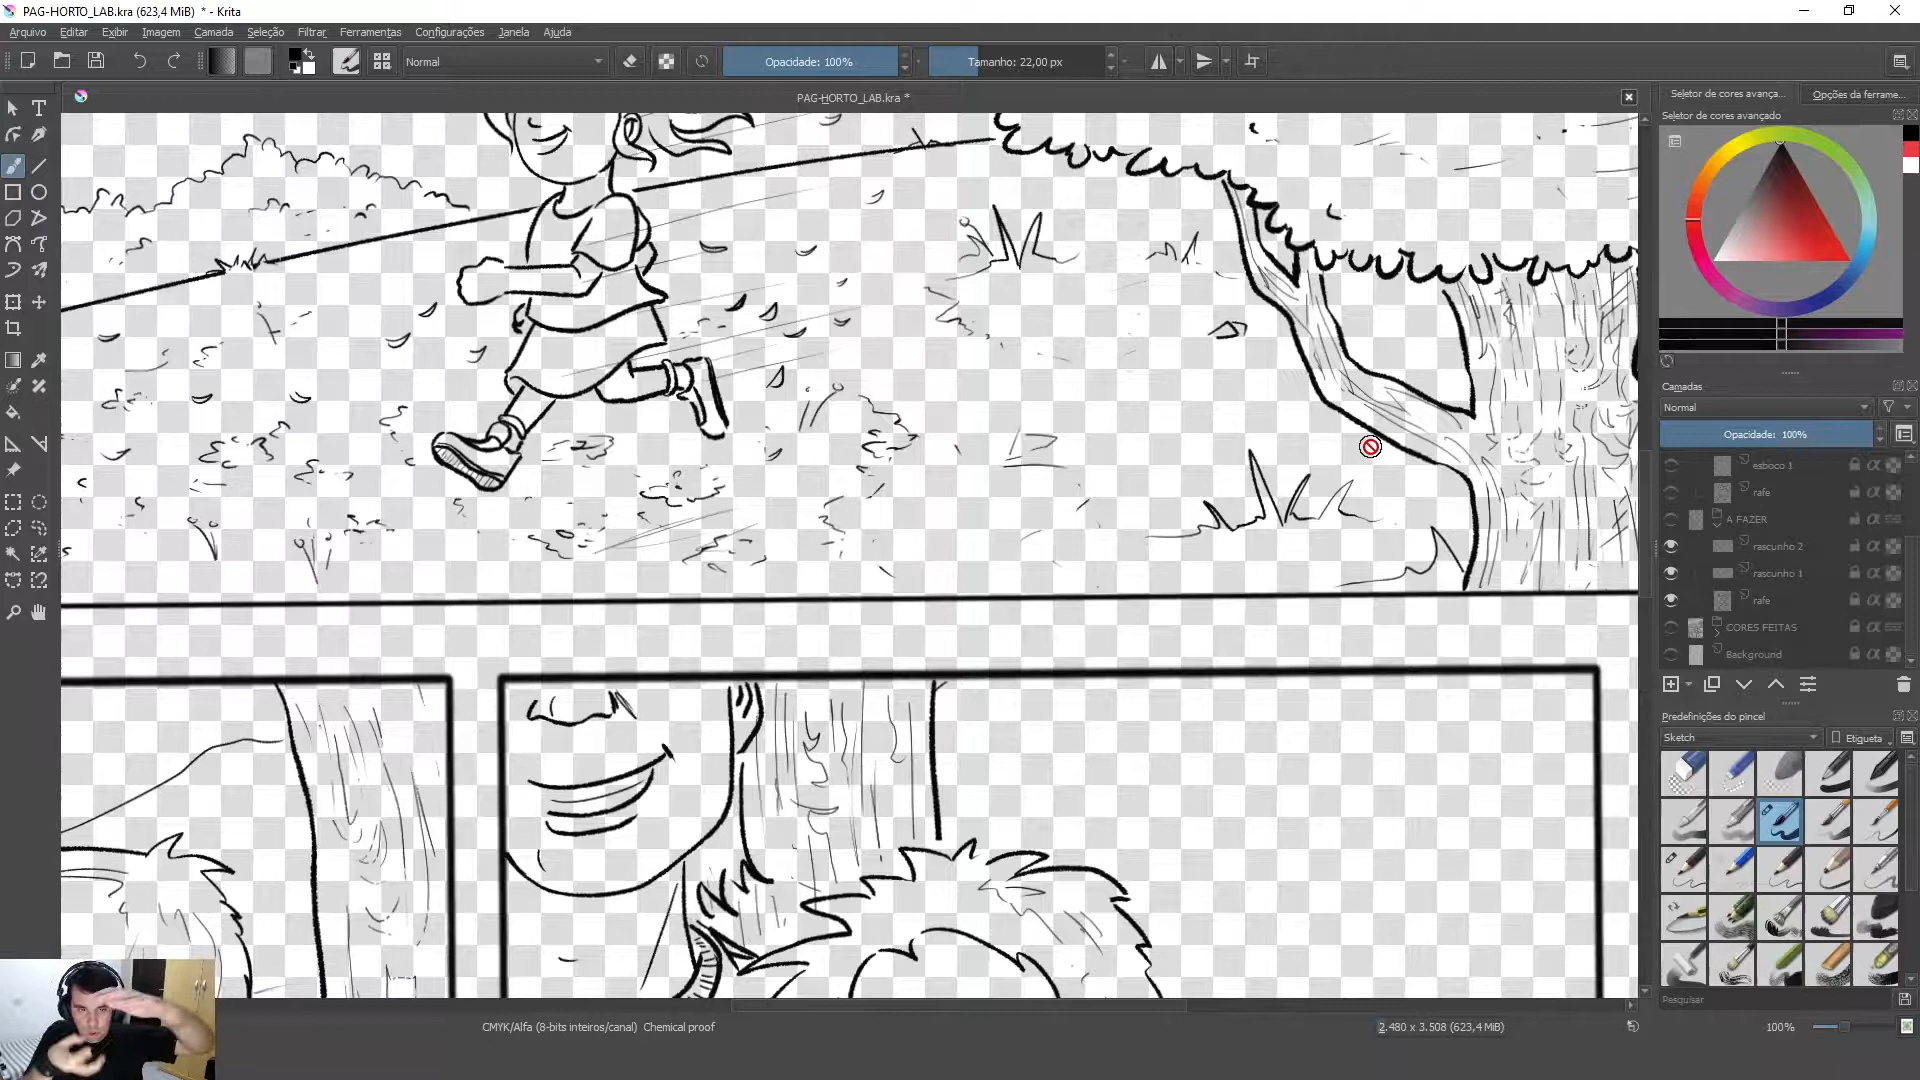 PAG-HORTO_LAB.kra (623,4 MiB)  * - Krita
Arquivo Editar Exibir Imagem Camada Seleção Filtrar Ferramentas Configurações Janela Ajuda
Normal Opacidade: 100% Tamanho: 22,00 px
PAG-HORTO_LAB.kra *
Seletor de cores avança... Opções da ferrame...
Seletor de cores avançado
Camadas
Normal
Opacidade: 100%
esboco 1
rafe
A FAZER
rascunho 2
rascunho 1
rafe
CORES FEITAS
Background
Predefinições do pincel
Sketch Etiqueta
Pesquisar
CMYK/Alfa (8-bits inteiros/canal) Chemical proof 2.480 x 3.508 (623,4 MiB) 100%